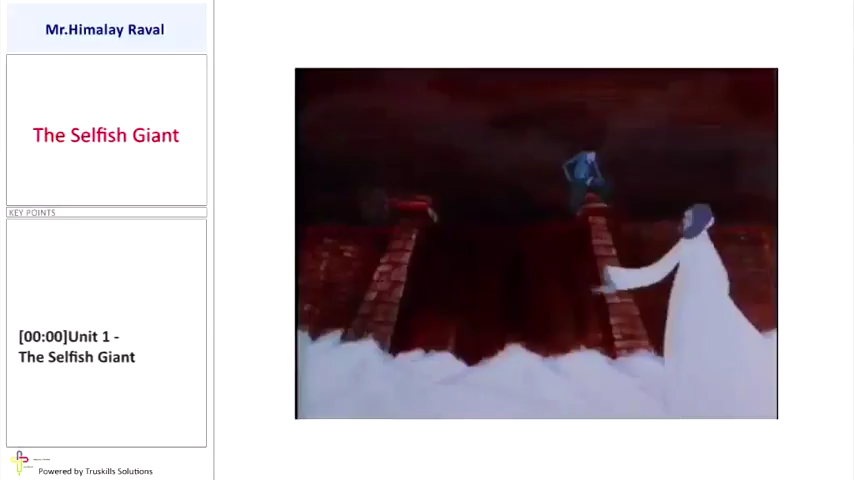 Mr.Himalay Raval
The Selfish Giant
KEY POINTS
[00:00]Unit 1 -
The Selfish Giant
Powered by Truskills Solutions